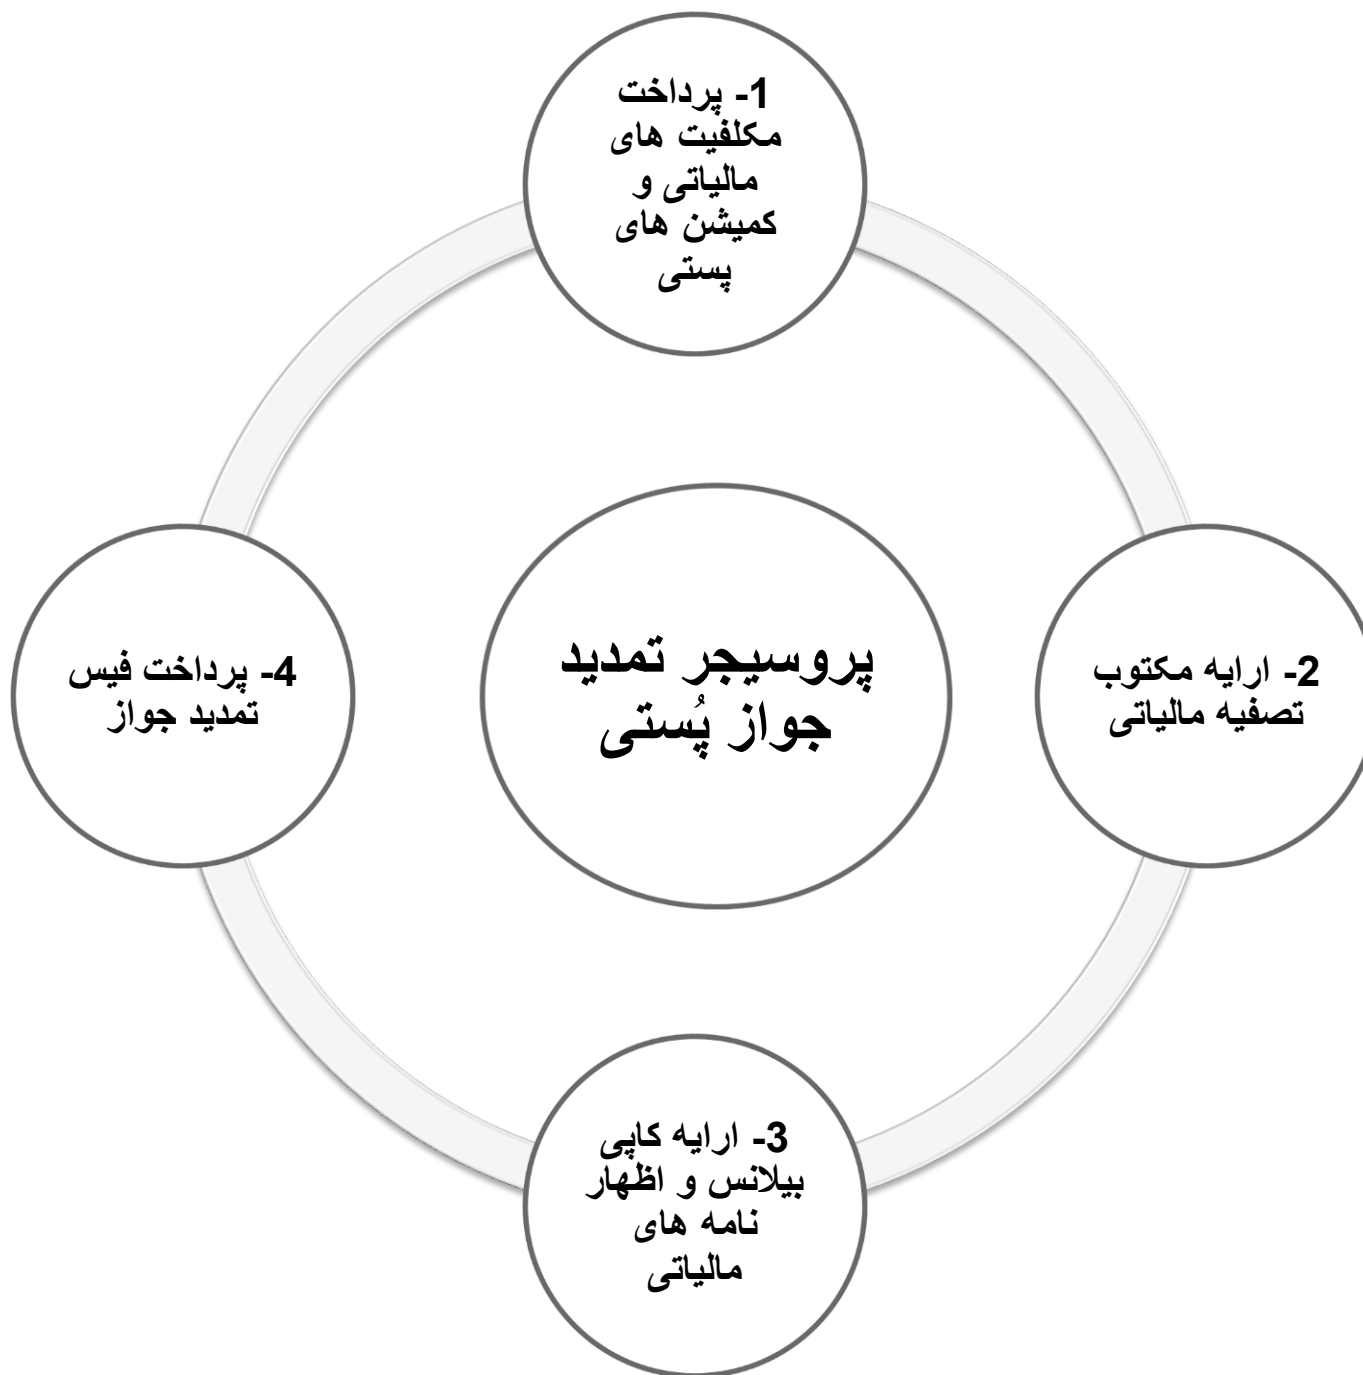 1- پرداخت
مکلفیت های
مالیاتی و
کمیشن های
پستی
پروسیجر تمدید
جواز پُستی
2- ارایه مکتوب
تصفیه مالیاتی
3- ارایه کاپی
بیلانس و اظهار
نامه های
مالیاتی
4- پرداخت فیس
تمدید جواز